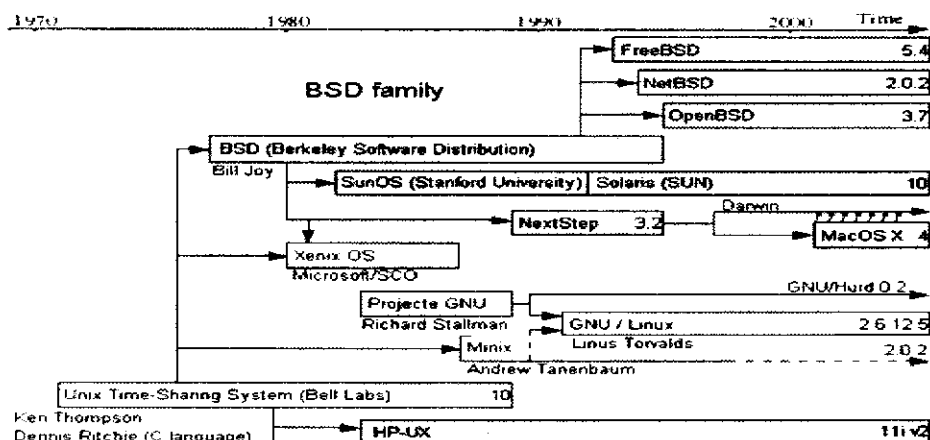 1970 1980 1990 2000 Time
FreeBSD 5.4
NetBSD 2.0.2
BSD family
OpenBSD 3.7
BSD (Berkeley Software Distribution)
Bill Joy
SunOS (Stanford University) Solaris (SUN) 10
Darwin
NextStep 3.2
MacOS X 4
Xenix OS
Microsoft/SCO
GNU/Hurd 0.2
Projecte GNU
Richard Stallman
GNU / Linux 2.6.12.5
Linus Torvalds
Minix 2.0.2
Andrew Tanenbaum
Unix Time-Sharing System (Bell Labs) 10
Ken Thompson
Dennis Ritchie (C language)
HP-UX 11i v2